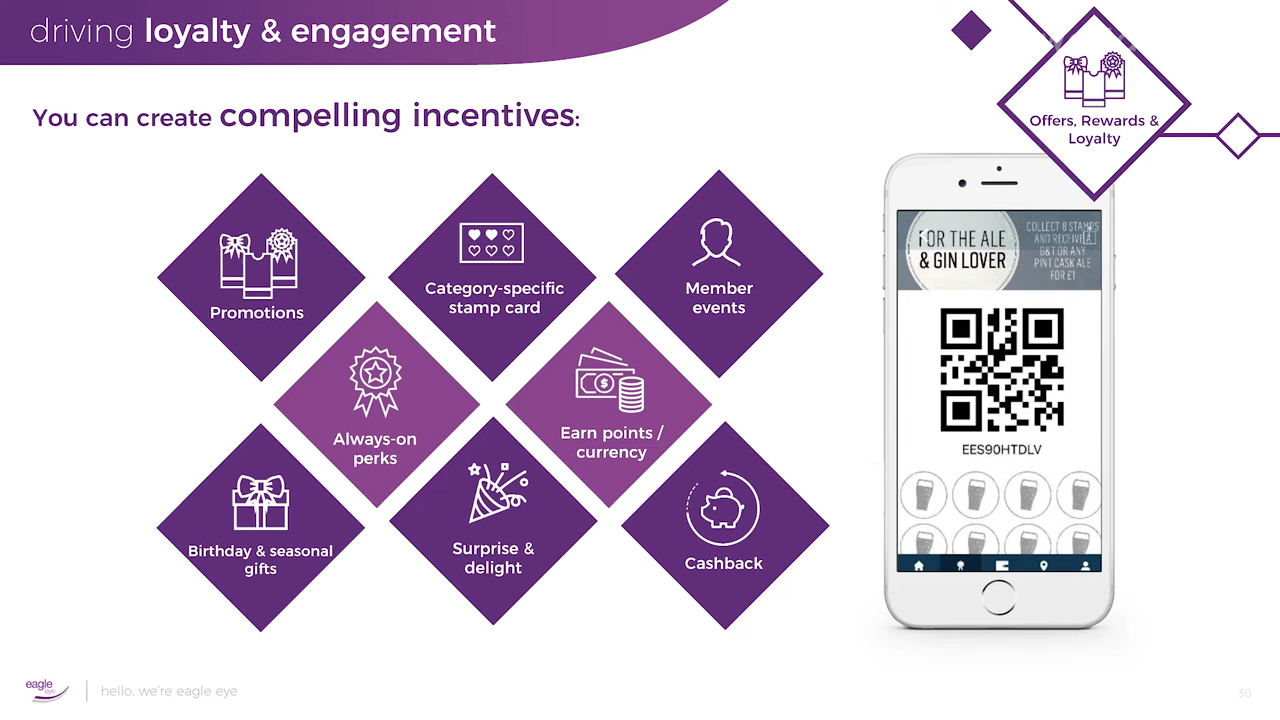 driving loyalty & engagement
You can create compelling incentives:
Offers, Rewards &
Loyalty
Promotions
Category-specific
stamp card
Member
events
Always-on
perks
Earn points /
currency
Birthday & seasonal
gifts
Surprise &
delight
Cashback
FOR THE ALE
& GIN LOVER
COLLECT 8 STAMPS
AND RECEIVE A
G&T OR ANY
PINT CASK ALE
FOR £1
EES90HTDLV
eagle
eye
hello, we're eagle eye
30